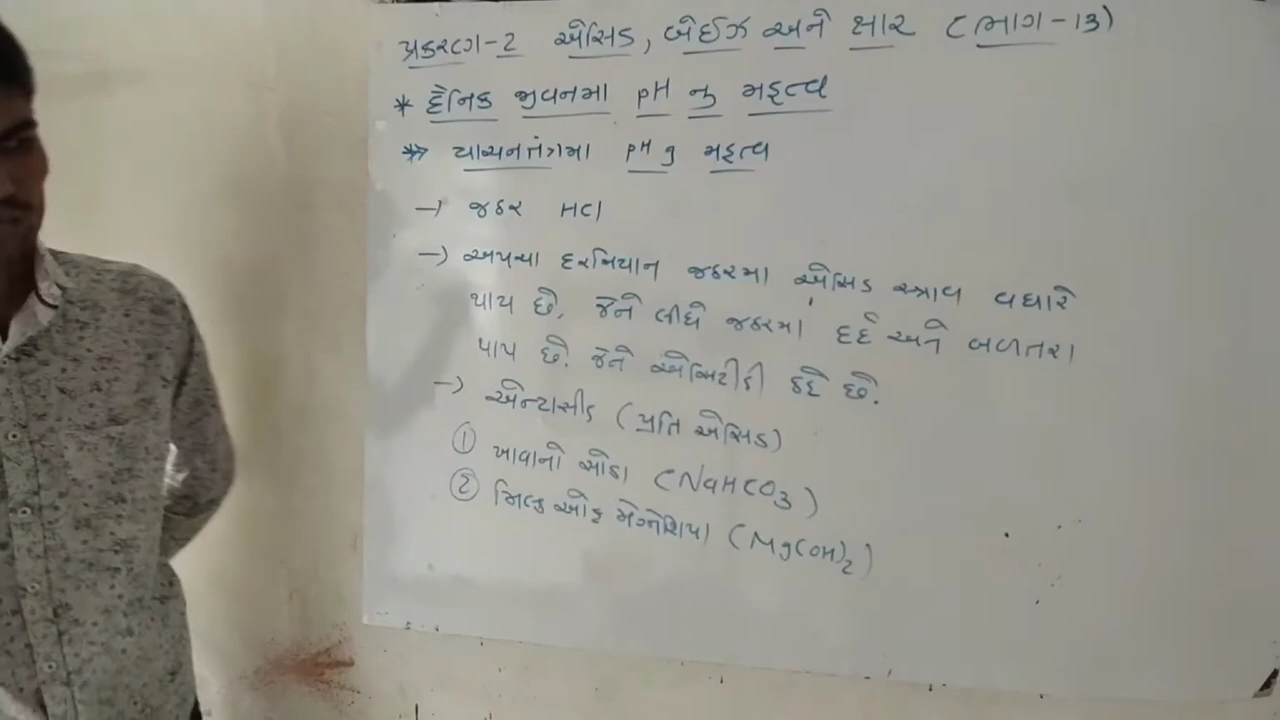 પ્રકરણ-2 એસિડ, બેઈઝ અને ક્ષાર (ભાગ-13)
* દૈનિક જીવનમા pH નુ મહત્વ
** પાચનતંત્રમા pH નુ મહત્વ
→ જઠર HCl
→ અપચા દરમિયાન જઠરમા એસિડ સ્ત્રાવ વધારે
થાય છે, જેને લીધે જઠરમાં દર્દ અને બળતરા
થાય છે. જેને એસિટીડી કહે છે.
→ એન્ટાસીડ (પ્રતિ એસિડ)
① ખાવાનો સોડા (NaHCO3)
② મિલ્ક ઓફ મેગ્નેશિયા (Mg(OH)2)